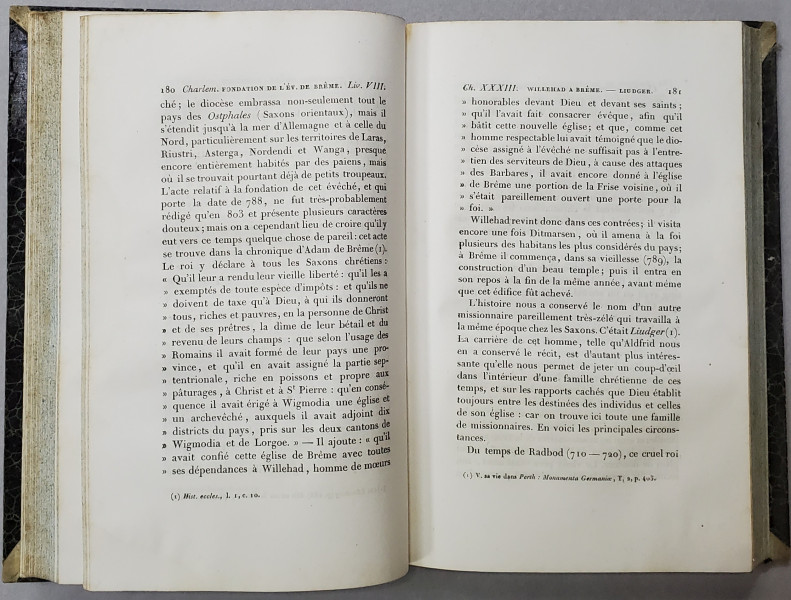 180 Charlem. FONDATION DE L'ÉV. DE BRÊME. Liv. VIII.
ché ; le diocèse embrassa non-seulement tout le
pays des Ostphales ( Saxons orientaux), mais il
s'étendit jusqu'à la mer d'Allemagne et à celle du
Nord, particulièrement sur les territoires de Laras,
Riustri, Asterga, Nordendi et Wanga, presque
encore entièrement habités par des paiens, mais
où il se trouvait pourtant déjà de petits troupeaux.
L'acte relatif à la fondation de cet évêché, et qui
porte la date de 788, ne fut très-probablement
rédigé qu'en 803 et présente plusieurs caractères
douteux ; mais on a cependant lieu de croire qu'il y
eut vers ce temps quelque chose de pareil : cet acte
se trouve dans la chronique d'Adam de Brême (1).
Le roi y déclare à tous les Saxons chrétiens :
« Qu'il leur a rendu leur vieille liberté : qu'il les a
» exemptés de toute espèce d'impôts : et qu'ils ne
» doivent de taxe qu'à Dieu, à qui ils donneront
» tous, riches et pauvres, en la personne de Christ
» et de ses prêtres, la dîme de leur bétail et du
» revenu de leurs champs : que selon l'usage des
» Romains il avait formé de leur pays une pro-
» vince, et qu'il en avait assigné la partie sep-
» tentrionale, riche en poissons et propre aux
» pâturages, à Christ et à St Pierre : qu'en consé-
» quence il avait érigé à Wigmodia une église et
» un archevêché, auxquels il avait adjoint dix
» districts du pays, pris sur les deux cantons de
» Wigmodia et de Lorgoe. » — Il ajoute : « qu'il
» avait confié cette église de Brême avec toutes
» ses dépendances à Willehad, homme de mœurs
(1) Hist. eccles., l. 1, c. 10.
Ch. XXXIII. WILLEHAD A BRÊME. — LIUDGER. 181
» honorables devant Dieu et devant ses saints ;
» qu'il l'avait fait consacrer évêque, afin qu'il
» bâtit cette nouvelle église ; et que, comme cet
» homme respectable lui avait témoigné que le dio-
» cèse assigné à l'évêché ne suffisait pas à l'entre-
» tien des serviteurs de Dieu, à cause des attaques
» des Barbares, il avait encore donné à l'église
» de Brême une portion de la Frise voisine, où il
» s'était pareillement ouvert une porte pour la
» foi. »
Willehad revint donc dans ces contrées ; il visita
encore une fois Ditmarsen, où il amena à la foi
plusieurs des habitans les plus considérés du pays ;
à Brême il commença, dans sa vieillesse (789), la
construction d'un beau temple ; puis il entra en
son repos à la fin de la même année, avant même
que cet édifice fût achevé.
L'histoire nous a conservé le nom d'un autre
missionnaire pareillement très-zélé qui travailla à
la même époque chez les Saxons. C'était Liudger (1).
La carrière de cet homme, telle qu'Aldfrid nous
en a conservé le récit, est d'autant plus intéres-
sante qu'elle nous permet de jeter un coup-d'œil
dans l'intérieur d'une famille chrétienne de ces
temps, et sur les rapports cachés que Dieu établit
toujours entre les destinées des individus et celles
de son église : car on trouve ici toute une famille
de missionnaires. En voici les principales circons-
tances.
Du temps de Radbod (710 — 720), ce cruel roi
(1) V. sa vie dans Perth : Monumenta Germaniæ, T, 2, p. 403.